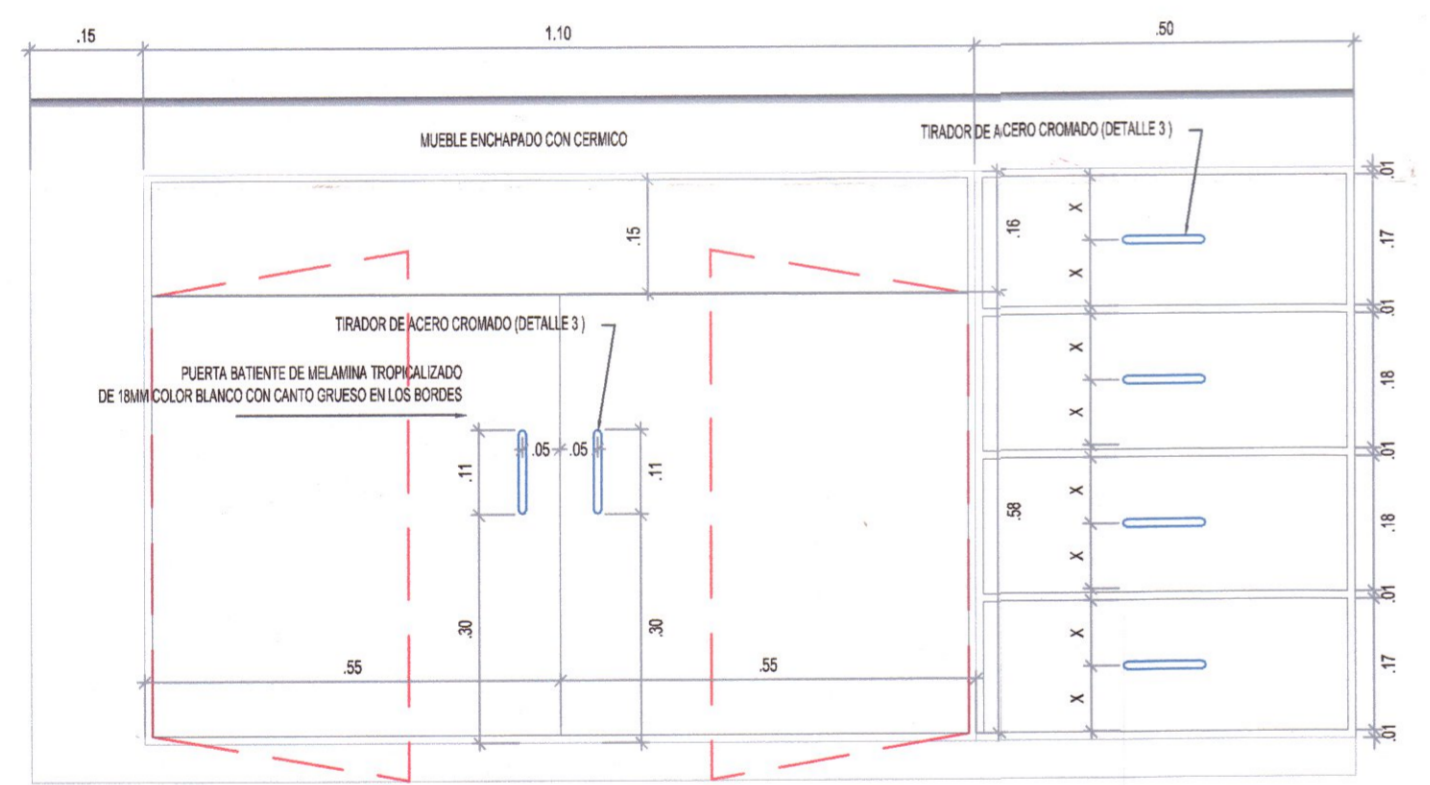 .15
1.10
.50
MUEBLE ENCHAPADO CON CERMICO
TIRADOR DE ACERO CROMADO (DETALLE 3 )
.01
X
.17
.16
.15
X
.01
TIRADOR DE ACERO CROMADO (DETALLE 3 )
X
PUERTA BATIENTE DE MELAMINA TROPICALIZADO
DE 18MM COLOR BLANCO CON CANTO GRUESO EN LOS BORDES
.18
X
.05
.05
.01
.11
.11
X
.58
.18
X
.01
.30
.30
X
.55
.55
.17
X
.01